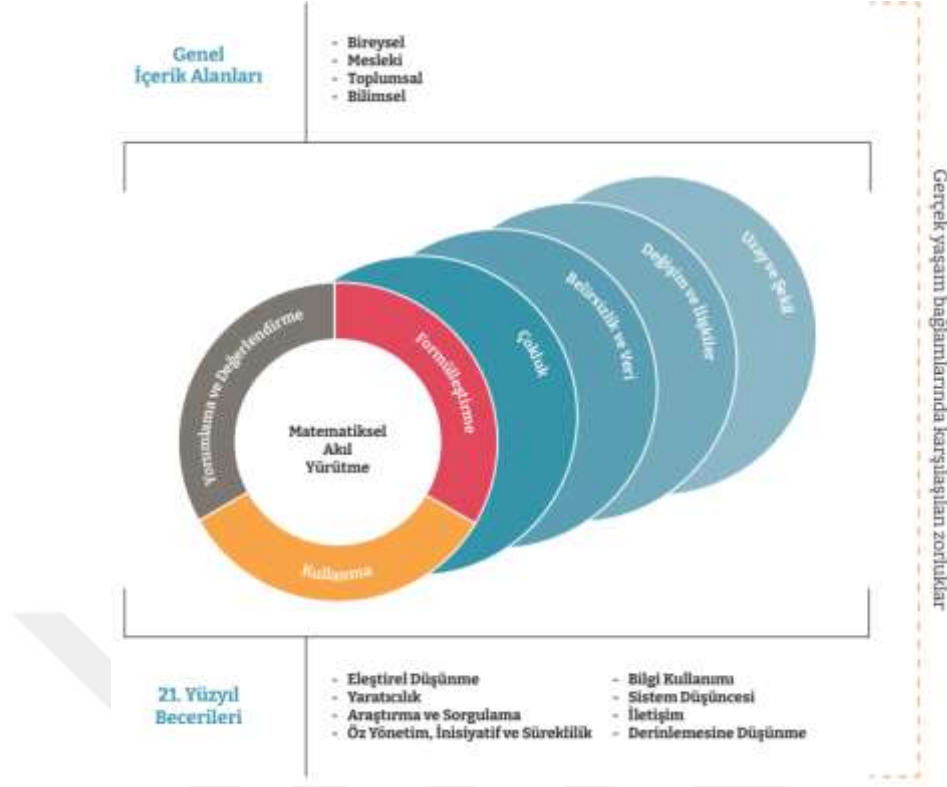 Genel
İçerik Alanları
- Bireysel
- Mesleki
- Toplumsal
- Bilimsel
Yorumlama ve Değerlendirme
Formülleştirme
Kullanma
Matematiksel
Akıl
Yürütme
Çokluk
Belirsizlik ve Veri
Değişim ve İlişkiler
Uzay ve Şekil
Gerçek yaşam bağlamlarında karşılaşılan zorluklar
21. Yüzyıl
Becerileri
- Eleştirel Düşünme
- Yaratıcılık
- Araştırma ve Sorgulama
- Öz Yönetim, İnisiyatif ve Süreklilik
- Bilgi Kullanımı
- Sistem Düşüncesi
- İletişim
- Derinlemesine Düşünme